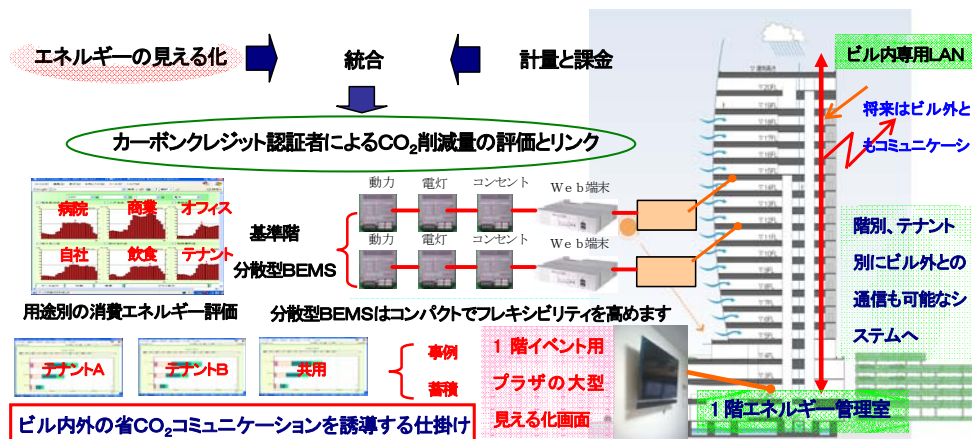 エネルギーの見える化
統合
計量と課金
ビル内専用LAN
将来はビル外と
もコミュニケーシ
カーボンクレジット認証者によるCO₂削減量の評価とリンク
病院
商業
オフィス
自社
飲食
テナント
基準階
分散型BEMS
動力
電灯
コンセント
Ｗｅｂ端末
動力
電灯
コンセント
Ｗｅｂ端末
階別、テナント
別にビル外との
通信も可能なシ
ステムへ
用途別の消費エネルギー評価
分散型BEMSはコンパクトでフレキシビリティを高めます
テナントA
テナントB
共用
事例
蓄積
１階イベント用
プラザの大型
見える化画面
１階エネルギー管理室
ビル内外の省CO₂コミュニケーションを誘導する仕掛け